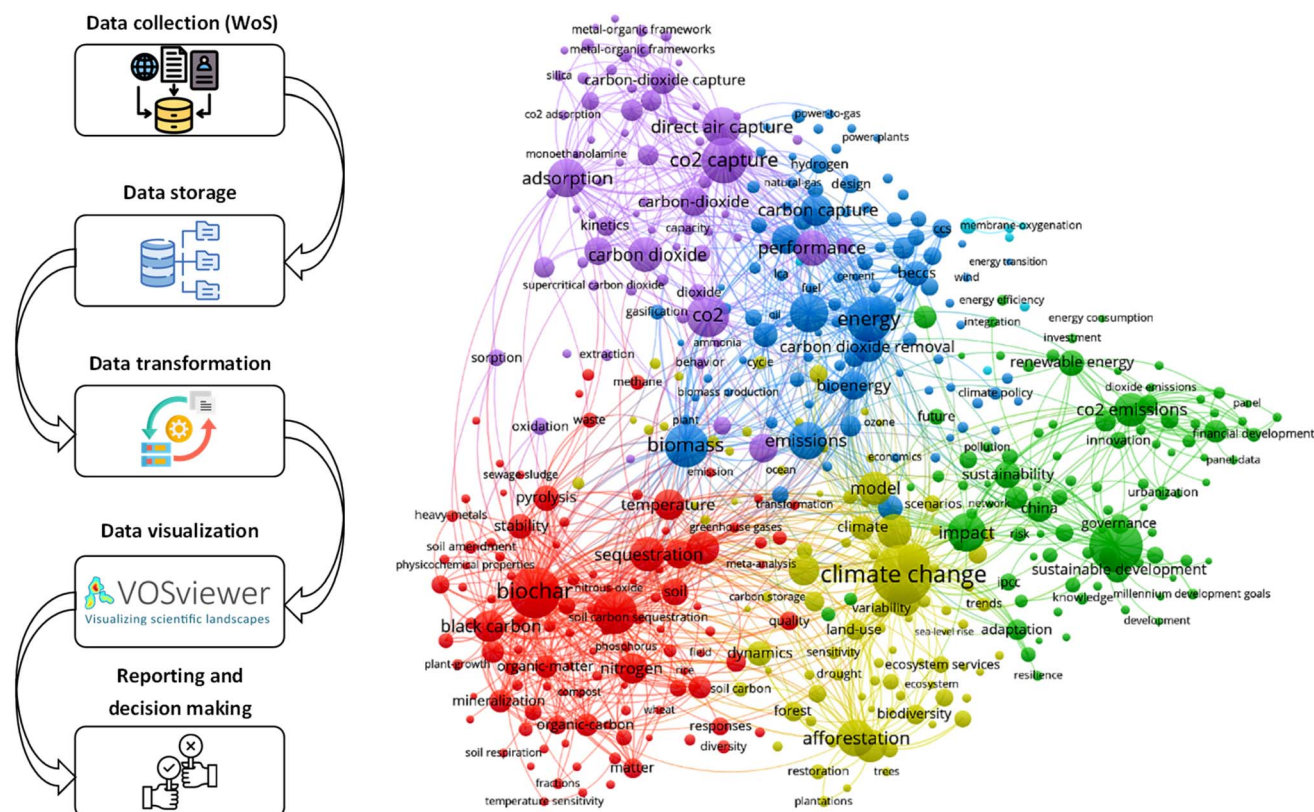 Data collection (WoS)
Data storage
Data transformation
Data visualization
VOSviewer
Visualizing scientific landscapes
Reporting and
decision making
metal-organic framework
metal-organic frameworks
silica
carbon-dioxide capture
co2 adsorption
direct air capture
power-to-gas
power plants
monoethanolamine
co2 capture
adsorption
hydrogen
natural-gas
design
carbon-dioxide
carbon capture
kinetics
capacity
ccs
membrane-oxygenation
carbon dioxide
performance
energy transition
lca
cement
beccs
wind
supercritical carbon dioxide
dioxide
fuel
energy efficiency
gasification
co2
oil
energy
integration
energy consumption
ammonia
carbon dioxide removal
investment
sorption
extraction
behavior
cycle
renewable energy
methane
biomass production
bioenergy
climate policy
dioxide emissions
panel
co2 emissions
oxidation
waste
plant
ozone
future
financial development
biomass
emissions
pollution
innovation
economics
panel-data
sewage-sludge
emission
ocean
sustainability
pyrolysis
model
urbanization
heavy-metals
temperature
transformation
scenarios
network
china
stability
greenhouse gases
climate
governance
soil amendment
impact
risk
physicochemical properties
sequestration
meta-analysis
sustainable development
climate change
biochar
nitrous-oxide
soil
carbon storage
ipcc
variability
trends
knowledge
millennium development goals
soil carbon sequestration
quality
land-use
development
black carbon
sea-level rise
adaptation
phosphorus
field
dynamics
sensitivity
plant-growth
organic-matter
nitrogen
rice
drought
ecosystem services
resilience
compost
soil carbon
ecosystem
mineralization
wheat
forest
biodiversity
organic-carbon
responses
soil respiration
diversity
afforestation
matter
restoration
trees
fractions
temperature sensitivity
plantations